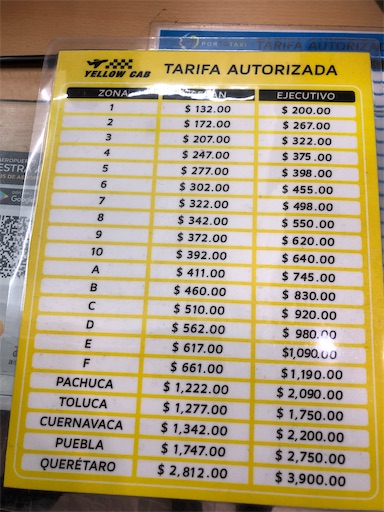 POR TAXI TARIFA AUTORIZA
YELLOW CAB TARIFA AUTORIZADA
ZONA EJECUTIVO
1 $ 132.00 $ 200.00
2 $ 172.00 $ 267.00
3 $ 207.00 $ 322.00
4 $ 247.00 $ 375.00
5 $ 277.00 $ 398.00
6 $ 302.00 $ 455.00
7 $ 322.00 $ 498.00
8 $ 342.00 $ 550.00
9 $ 372.00 $ 620.00
10 $ 392.00 $ 640.00
A $ 411.00 $ 745.00
B $ 460.00 $ 830.00
C $ 510.00 $ 920.00
D $ 562.00 $ 980.00
E $ 617.00 $1,090.00
F $ 661.00 $1,190.00
PACHUCA $ 1,222.00 $ 2,090.00
TOLUCA $ 1,277.00 $ 1,750.00
CUERNAVACA $ 1,342.00 $ 2,200.00
PUEBLA $ 1,747.00 $ 2,750.00
QUERÉTARO $ 2,812.00 $ 3,900.00